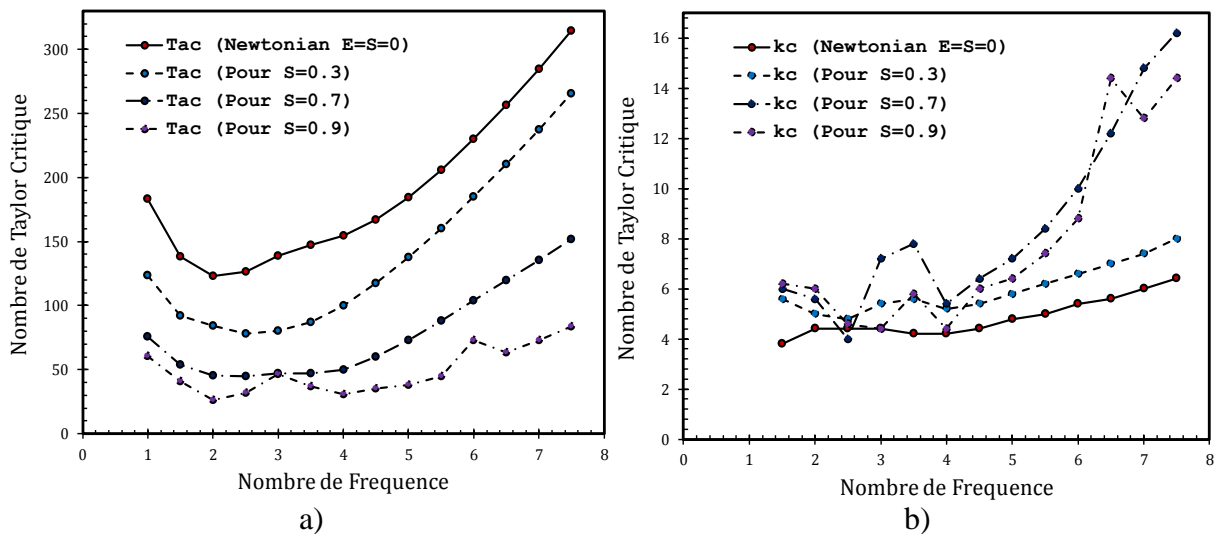 Nombre de Taylor Critique
300
250
200
150
100
50
0
Tac (Newtonian E=S=0)
Tac (Pour S=0.3)
Tac (Pour S=0.7)
Tac (Pour S=0.9)
0 1 2 3 4 5 6 7 8
Nombre de Frequence
a)
Nombre de Taylor Critique
16
14
12
10
8
6
4
2
0
kc (Newtonian E=S=0)
kc (Pour S=0.3)
kc (Pour S=0.7)
kc (Pour S=0.9)
0 1 2 3 4 5 6 7 8
Nombre de Frequence
b)